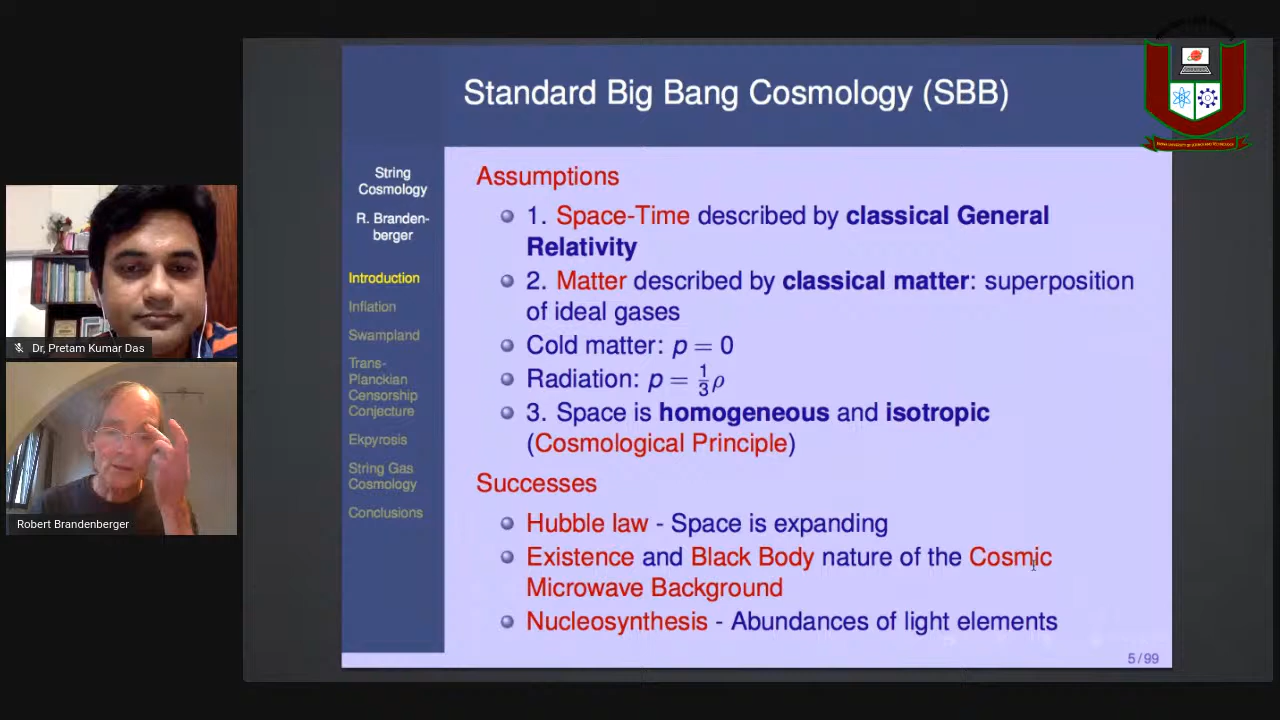 Standard Big Bang Cosmology (SBB)
String
Cosmology
R. Branden-
berger
Introduction
Inflation
Swampland
Trans-
Planckian
Censorship
Conjecture
Ekpyrosis
String Gas
Cosmology
Conclusions
Assumptions
1. Space-Time described by classical General
Relativity
2. Matter described by classical matter: superposition
of ideal gases
Cold matter: p = 0
Radiation: p = 1/3 ρ
3. Space is homogeneous and isotropic
(Cosmological Principle)
Successes
Hubble law - Space is expanding
Existence and Black Body nature of the Cosmic
Microwave Background
Nucleosynthesis - Abundances of light elements
5/99
Dr, Pretam Kumar Das
Robert Brandenberger